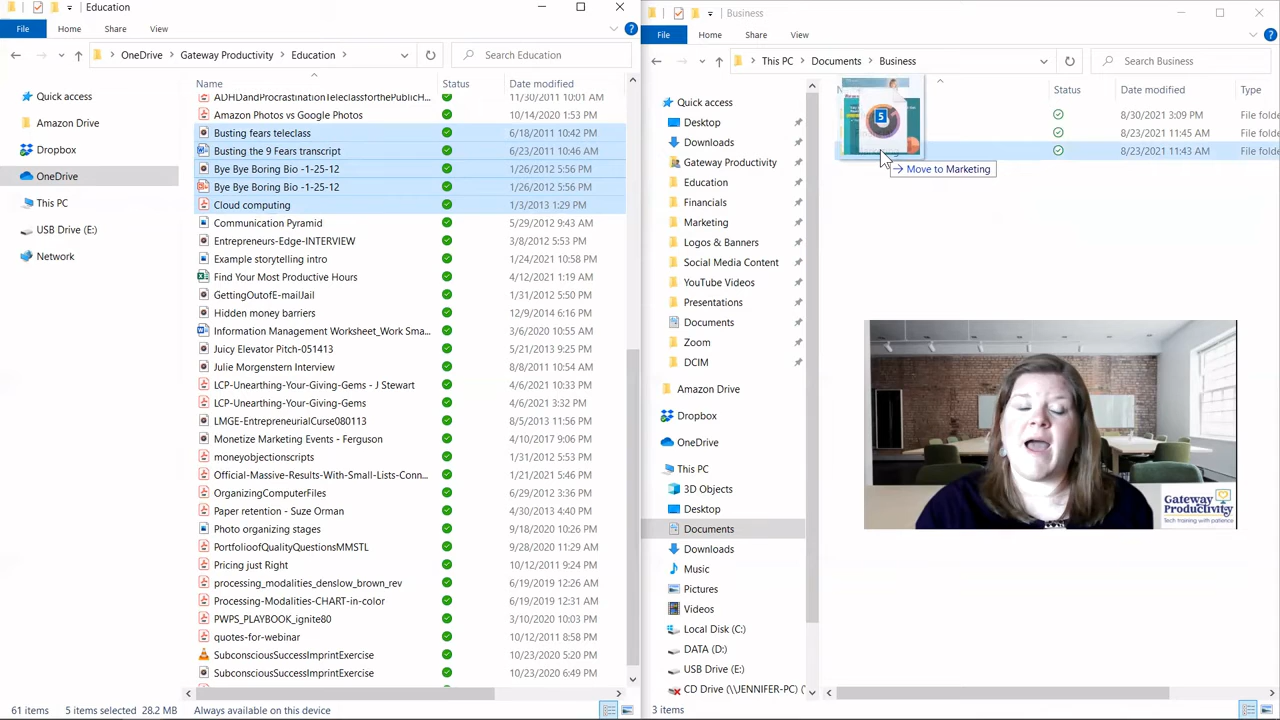 Education
File
Home
Share
View
OneDrive
Gateway Productivity
Education
Search Education
Name
Status
Date modified
Quick access
Amazon Drive
Dropbox
OneDrive
This PC
USB Drive (E:)
Network
ADHDandProcrastinationTeleclassforthePublicH... 11/30/2011 10:01 AM
Amazon Photos vs Google Photos 10/14/2020 1:53 PM
Busting fears teleclass 6/18/2011 10:42 PM
Busting the 9 Fears transcript 6/23/2011 10:46 AM
Bye Bye Boring Bio -1-25-12 1/26/2012 5:56 PM
Bye Bye Boring Bio -1-25-12 1/26/2012 5:56 PM
Cloud computing 1/3/2013 1:29 PM
Communication Pyramid 5/29/2012 9:43 AM
Entrepreneurs-Edge-INTERVIEW 3/8/2012 5:53 PM
Example storytelling intro 1/24/2021 10:58 PM
Find Your Most Productive Hours 4/12/2021 1:19 AM
GettingOutofE-mailJail 1/31/2012 5:50 PM
Hidden money barriers 9/12/2014 6:16 PM
Information Management Worksheet_Work Sma... 3/6/2020 10:55 AM
Juicy Elevator Pitch-051413 5/21/2013 9:25 PM
Julie Morgenstern Interview 8/8/2011 10:54 AM
LCP-Unearthing-Your-Giving-Gems - J Stewart 4/6/2021 10:33 PM
LCP-Unearthing-Your-Giving-Gems 4/6/2021 3:32 PM
LMGE-EntrepreneurialCurse080113 8/5/2013 11:56 PM
Monetize Marketing Events - Ferguson 4/10/2017 9:06 PM
moneyobjectionscripts 1/31/2012 5:53 PM
Official-Massive-Results-With-Small-Lists-Conn... 1/21/2021 5:46 PM
OrganizingComputerFiles 6/29/2012 3:36 PM
Paper retention - Suze Orman 4/30/2013 4:40 PM
Photo organizing stages 3/18/2020 10:26 PM
PortfolioofQualityQuestionsMMSTL 9/28/2020 11:29 AM
Pricing just Right 10/12/2011 9:24 PM
processing_modalities_denslow_brown_rev 6/19/2019 12:26 AM
Processing-Modalities-CHART-in-color 6/19/2019 12:31 AM
quotes-for-webinar 10/12/2011 8:58 PM
SubconsciousSuccessImprintExercise 10/23/2020 5:20 PM
SubconsciousSuccessImprintExercise 10/23/2020 6:49 PM
61 items 5 items selected 28.2 MB Always available on this device
Business
File
Home
Share
View
This PC
Documents
Business
Search Business
Status
Date modified
Type
8/30/2021 3:09 PM File folde
8/23/2021 11:45 AM File folde
8/23/2021 11:43 AM File folde
5
Move to Marketing
Quick access
Desktop
Downloads
Gateway Productivity
Education
Financials
Marketing
Logos & Banners
Social Media Content
YouTube Videos
Presentations
Documents
Zoom
DCIM
Amazon Drive
Dropbox
OneDrive
This PC
3D Objects
Desktop
Documents
Downloads
Music
Pictures
Videos
Local Disk (C:)
DATA (D:)
USB Drive (E:)
CD Drive (\\JENNIFER-PC) (
3 items
Gateway
Productivity
Tech training with patience